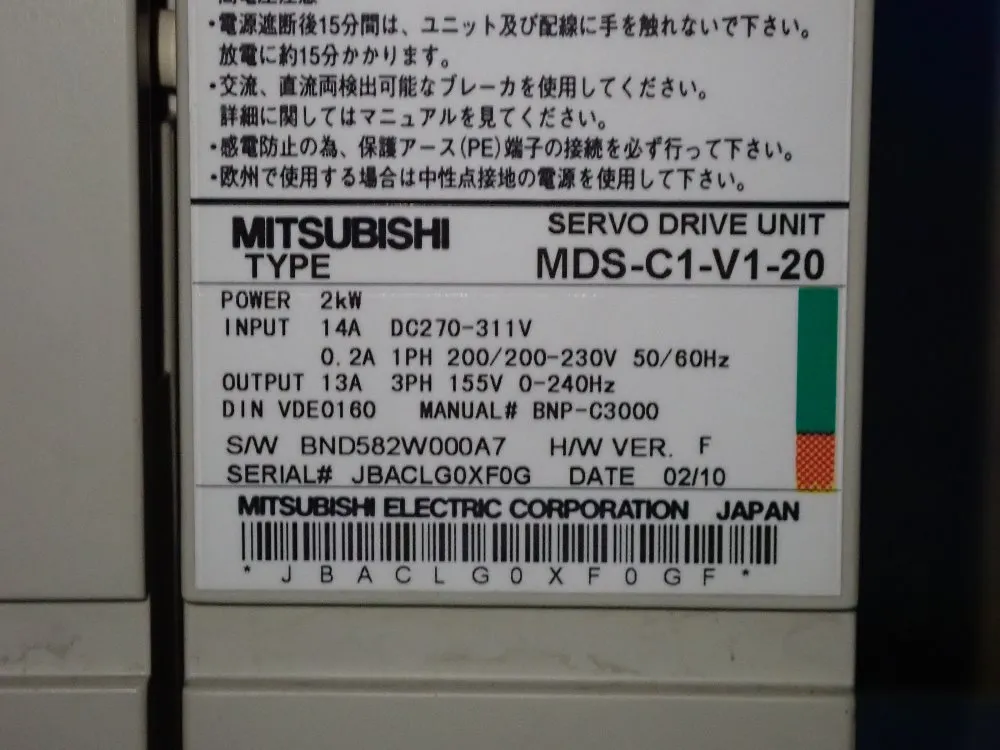 ・電源遮断後15分間は、ユニット及び配線に手を触れないで下さい。
放電に約15分かかります。
・交流、直流両検出可能なブレーカを使用してください。
詳細に関してはマニュアルを見てください。
・感電防止の為、保護アース(PE)端子の接続を必ず行って下さい。
・欧州で使用する場合は中性点接地の電源を使用して下さい。
MITSUBISHI SERVO DRIVE UNIT
TYPE MDS-C1-V1-20
POWER 2kW
INPUT 14A DC270-311V
0.2A 1PH 200/200-230V 50/60Hz
OUTPUT 13A 3PH 155V 0-240Hz
DIN VDE0160 MANUAL# BNP-C3000
S/W BND582W000A7 H/W VER. F
SERIAL# JBACLG0XF0G DATE 02/10
MITSUBISHI ELECTRIC CORPORATION JAPAN
*JBACLG0XF0GF*